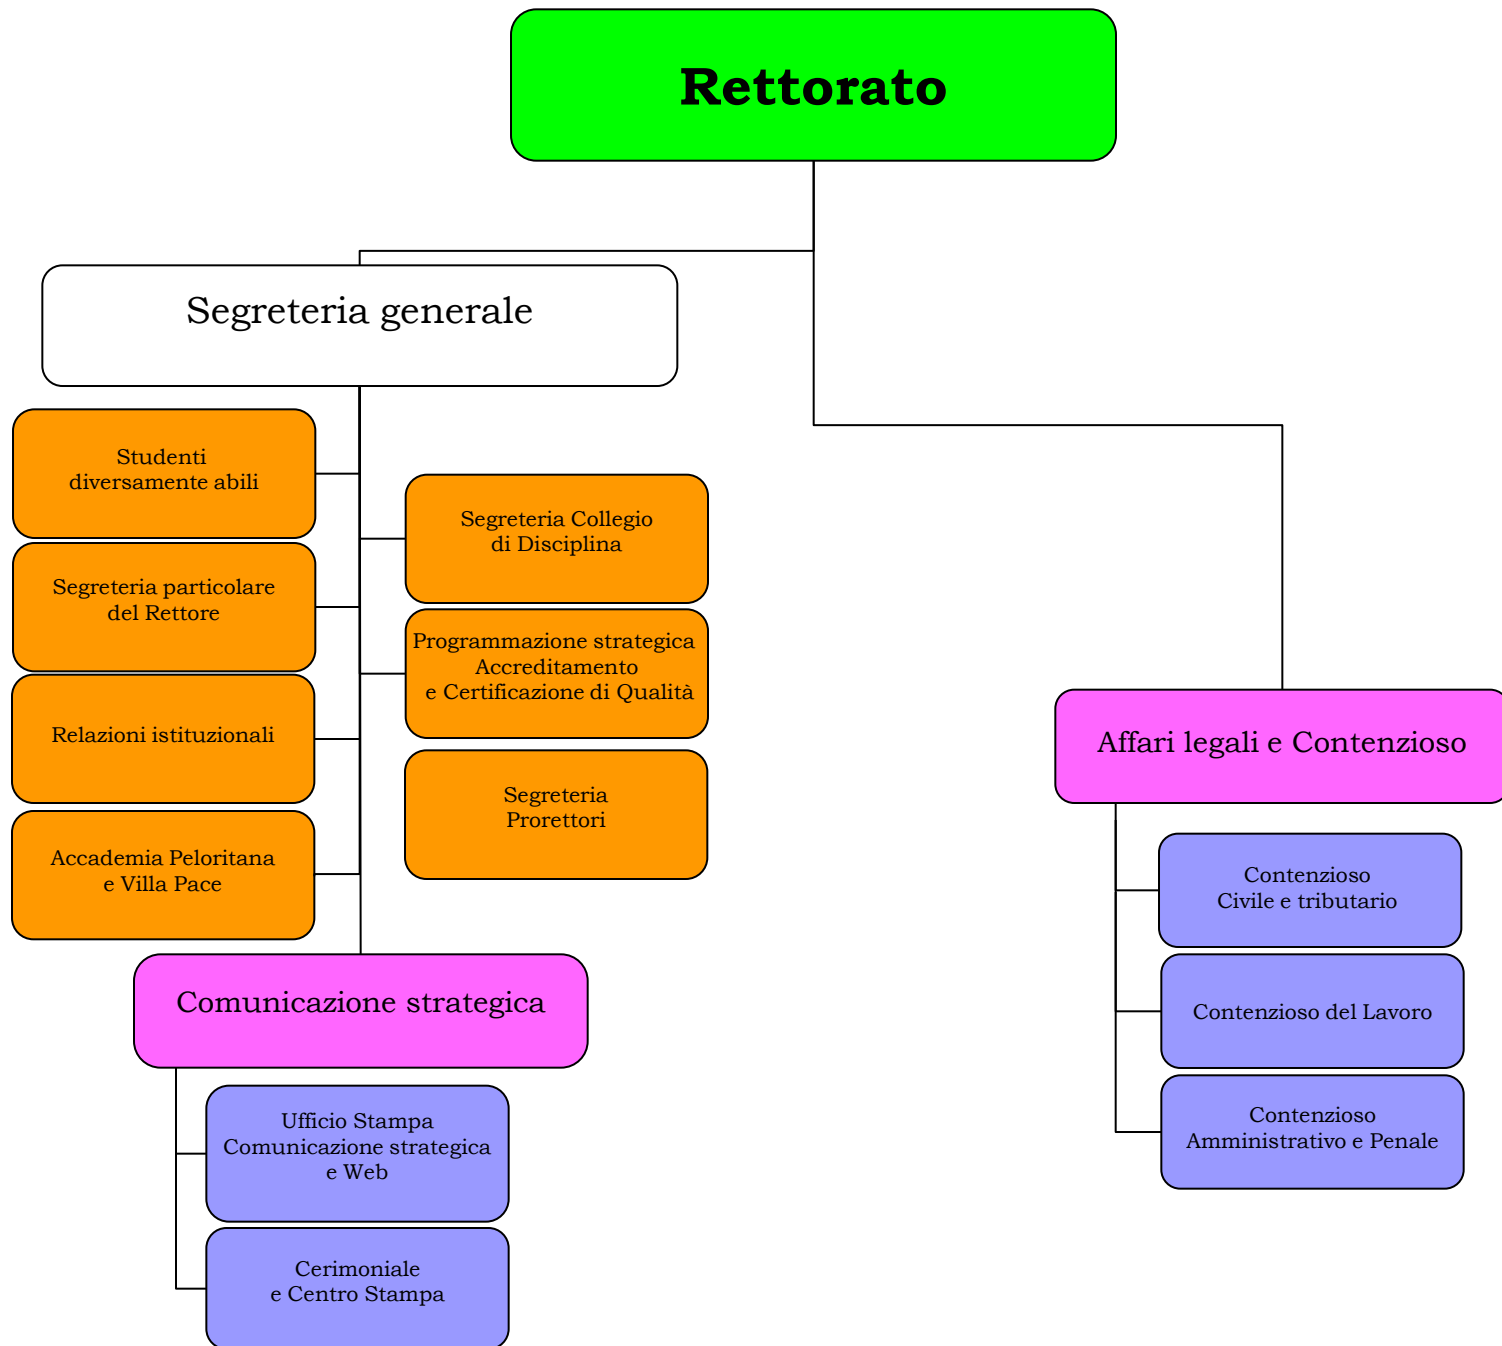 Rettorato
Segreteria generale
Studenti
diversamente abili
Segreteria particolare
del Rettore
Relazioni istituzionali
Accademia Peloritana
e Villa Pace
Segreteria Collegio
di Disciplina
Programmazione strategica
Accreditamento
e Certificazione di Qualità
Segreteria
Prorettori
Comunicazione strategica
Ufficio Stampa
Comunicazione strategica
e Web
Cerimoniale
e Centro Stampa
Affari legali e Contenzioso
Contenzioso
Civile e tributario
Contenzioso del Lavoro
Contenzioso
Amministrativo e Penale